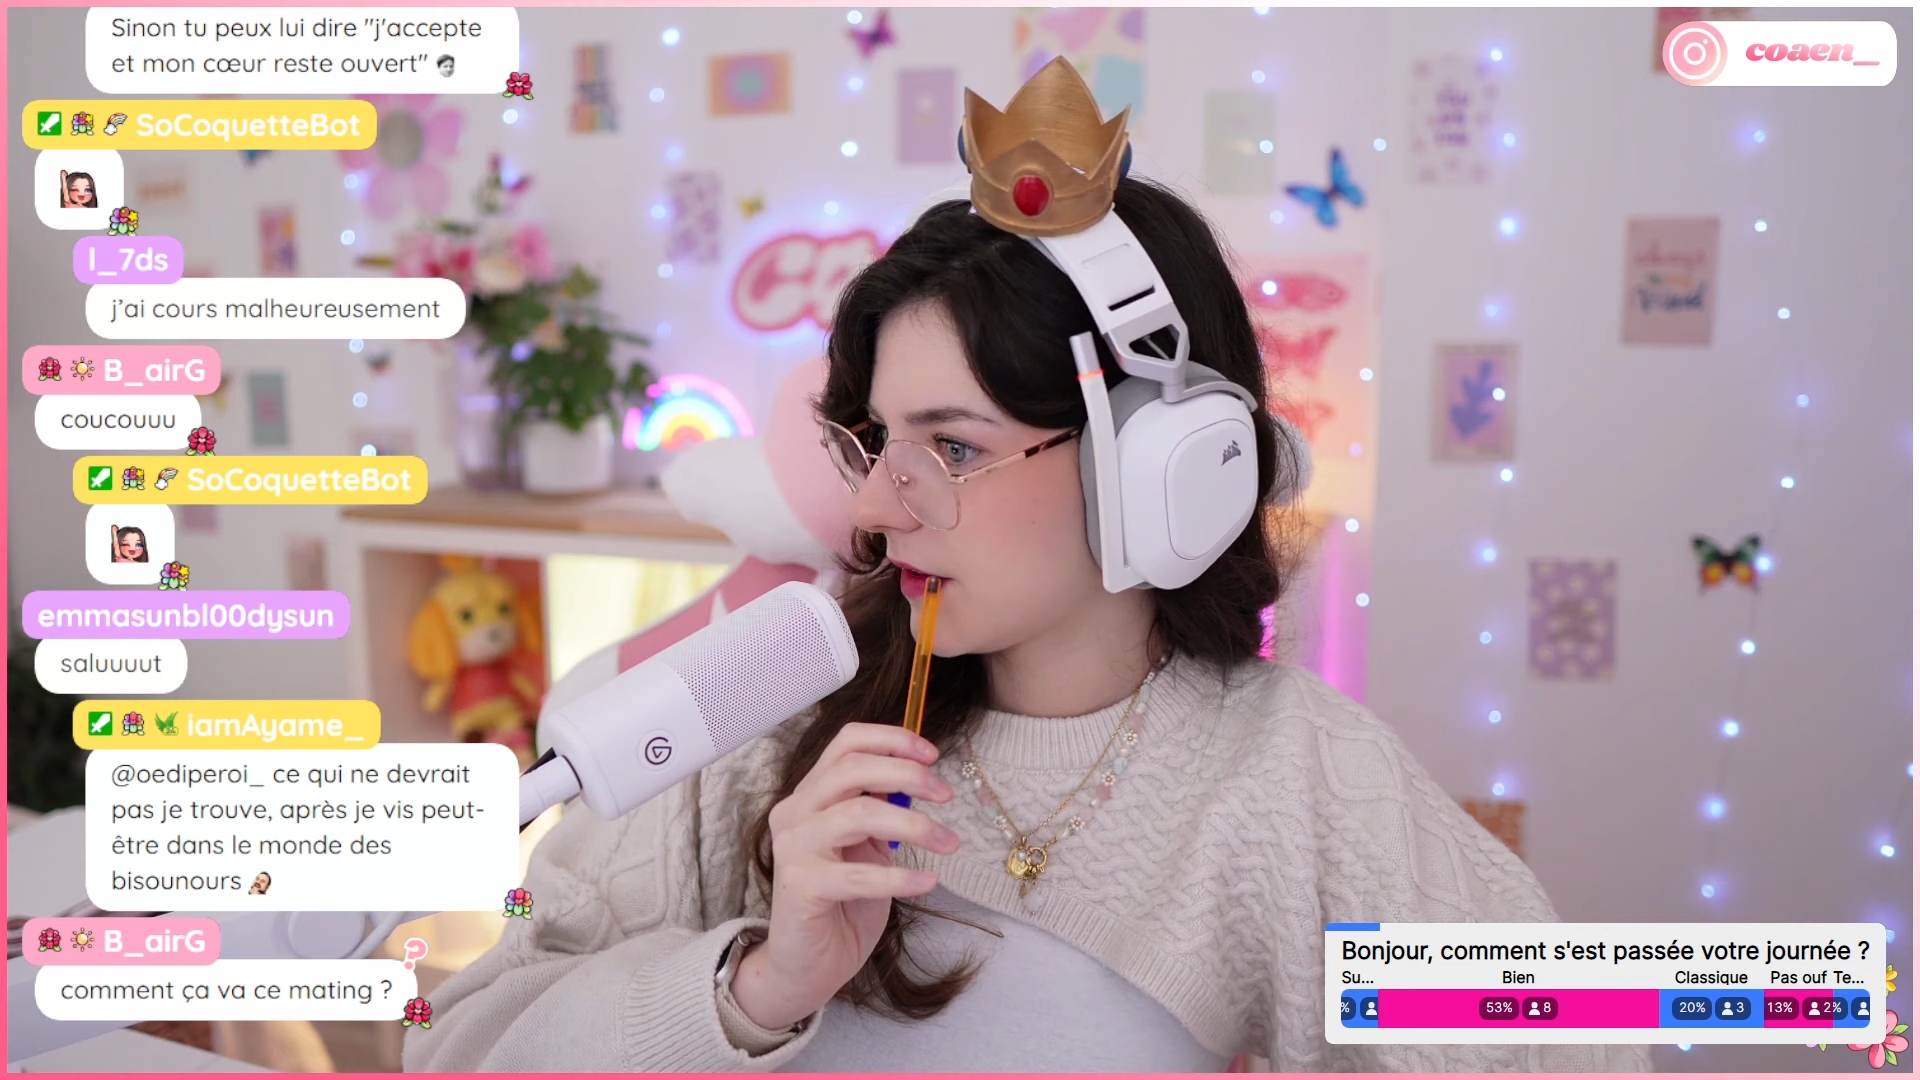 Sinon tu peux lui dire "j'accepte
et mon cœur reste ouvert"
SoCoquetteBot
l_7ds
j'ai cours malheureusement
B_airG
coucouuu
SoCoquetteBot
emmasunbl00dysun
saluuuut
iamAyame_
@oediperoi_ ce qui ne devrait
pas je trouve, après je vis peut-
être dans le monde des
bisounours
B_airG
comment ça va ce mating ?
coaen_
Bonjour, comment s'est passée votre journée ?
Su... Bien Classique Pas ouf Te...
% 53% 8 20% 3 13% 2 %